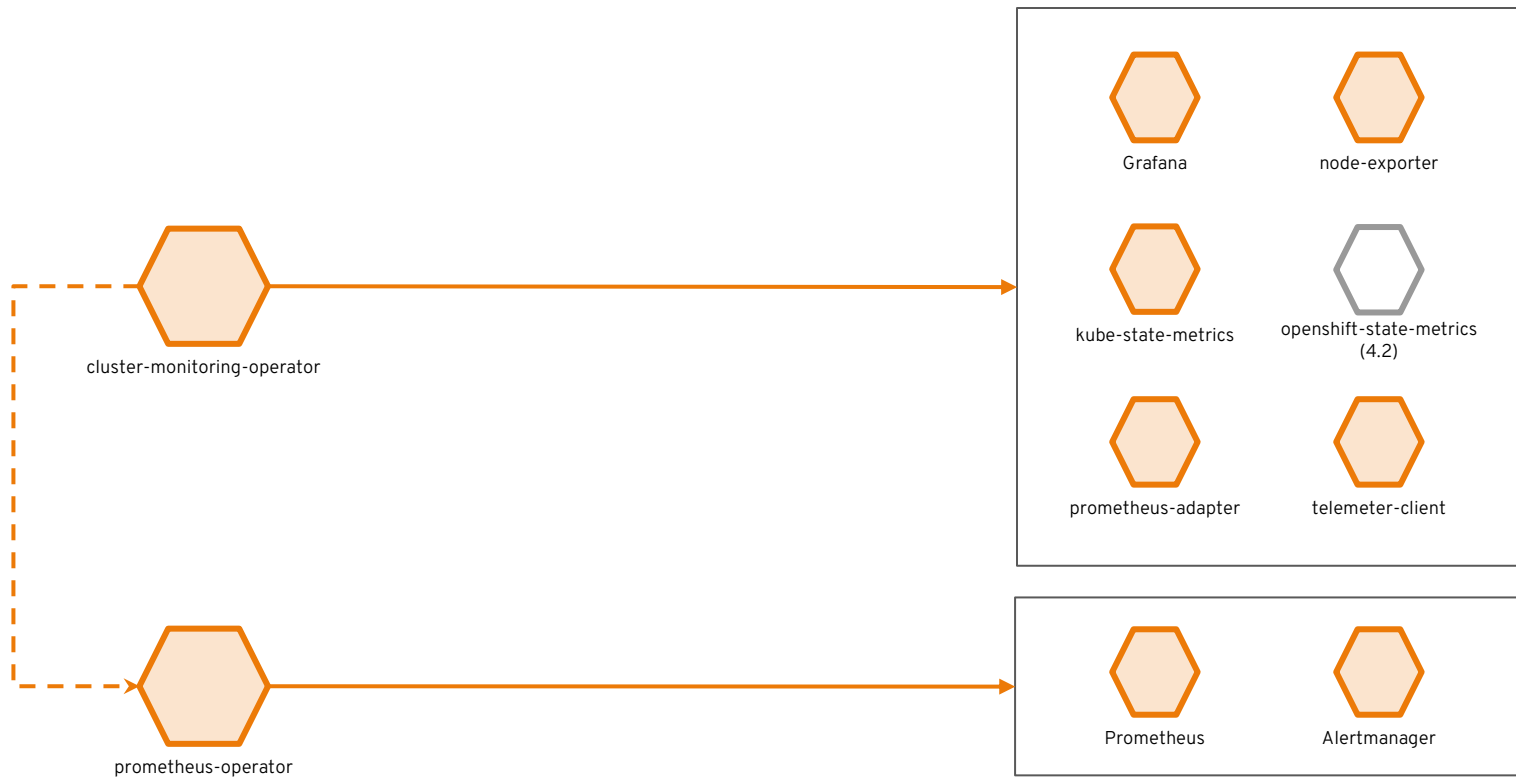 Grafana
node-exporter
kube-state-metrics
openshift-state-metrics
(4.2)
cluster-monitoring-operator
prometheus-adapter
telemeter-client
Prometheus
Alertmanager
prometheus-operator